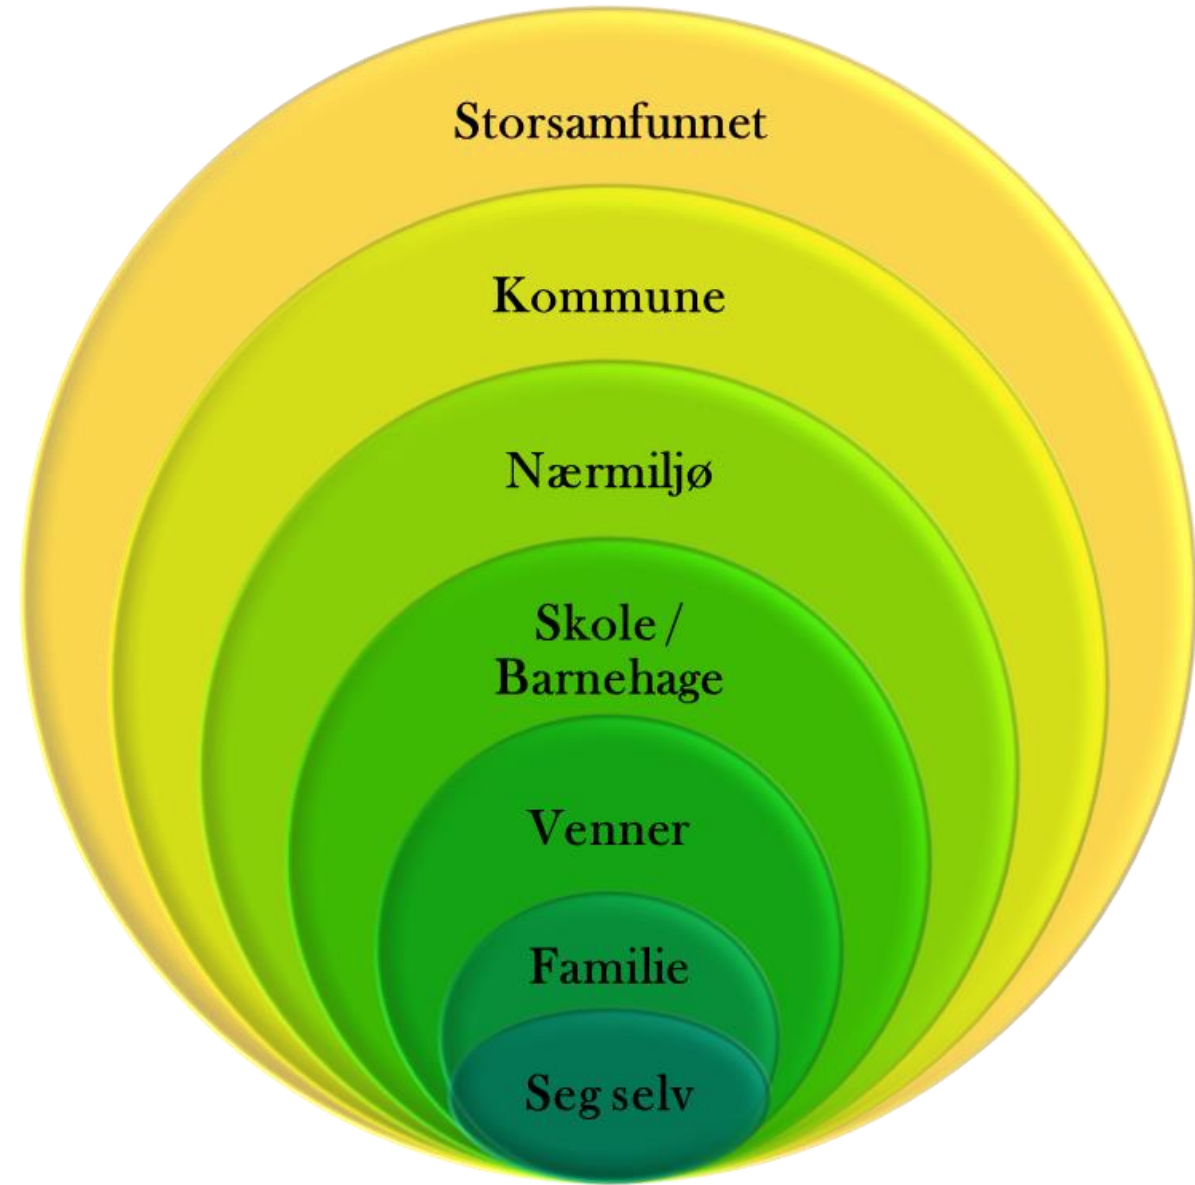 Storsamfunnet
Kommune
Nærmiljø
Skole /
Barnehage
Venner
Familie
Seg selv